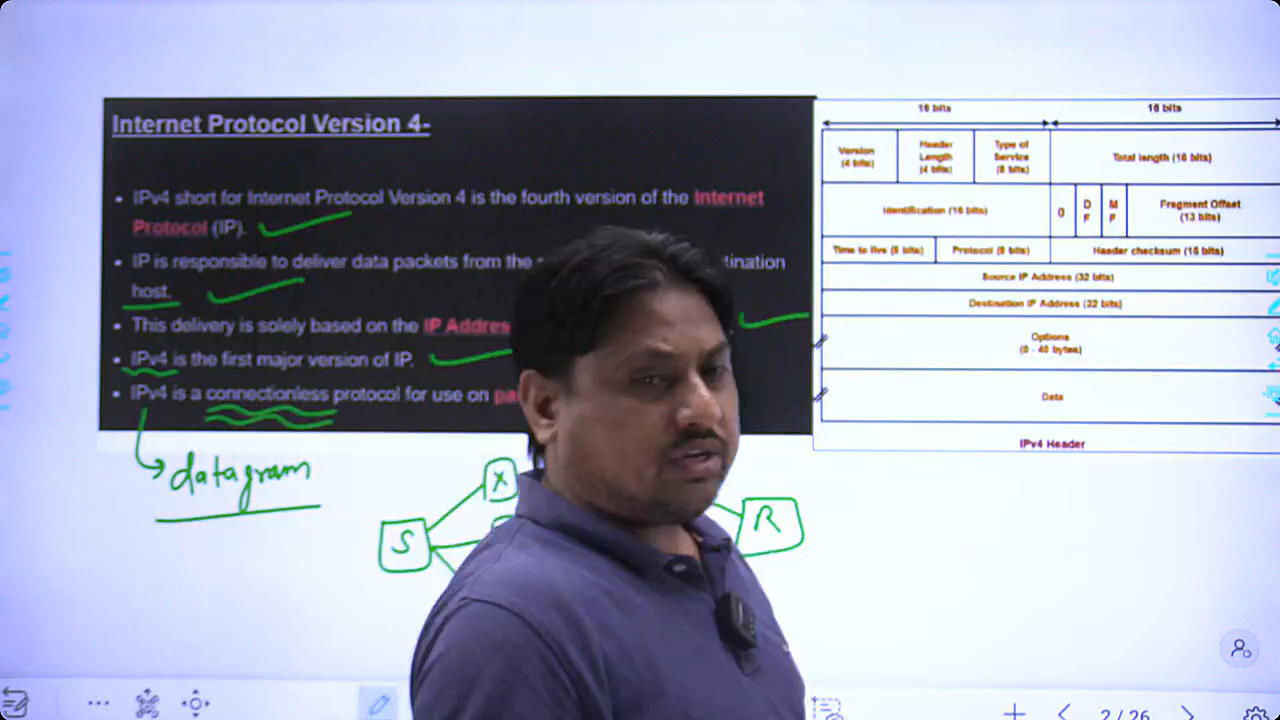 Internet Protocol Version 4-
• IPv4 short for Internet Protocol Version 4 is the fourth version of the Internet
Protocol (IP).
• IP is responsible to deliver data packets from the
host.
• This delivery is solely based on the IP Addres
• IPv4 is the first major version of IP.
• IPv4 is a connectionless protocol for use on
datagram
S
X
R
16 bits 16 bits
Version
(4 bits)
Header
Length
(4 bits)
Type of
Service
(8 bits)
Total length (16 bits)
Identification (16 bits)
0
D
F
M
F
Fragment Offset
(13 bits)
Time to live (8 bits)
Protocol (8 bits)
Header checksum (16 bits)
Source IP Address (32 bits)
Destination IP Address (32 bits)
Options
(0 - 40 bytes)
Data
IPv4 Header
2/26